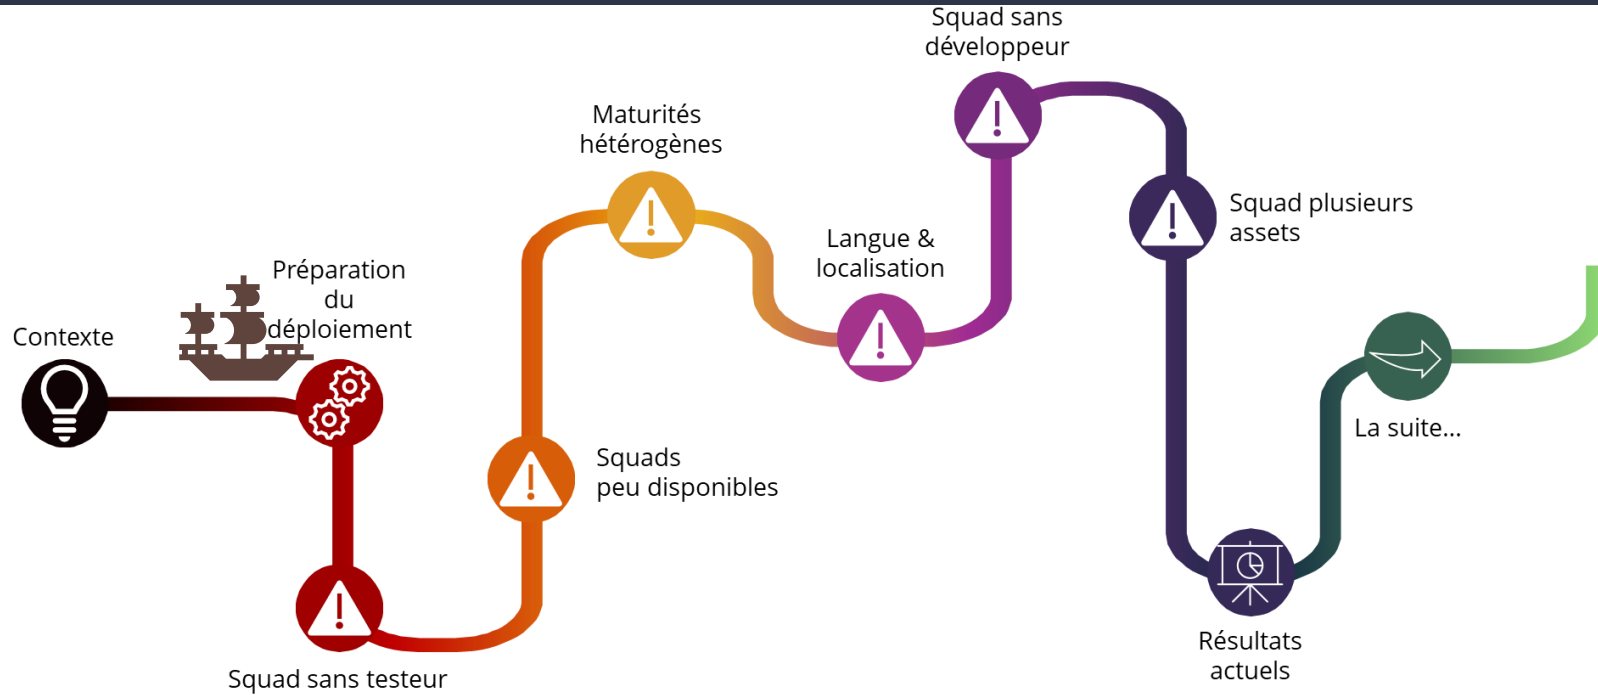 Contexte
Préparation
du
déploiement
Squad sans testeur
Squads
peu disponibles
Maturités
hétérogènes
Langue &
localisation
Squad sans
développeur
Squad plusieurs
assets
Résultats
actuels
La suite...